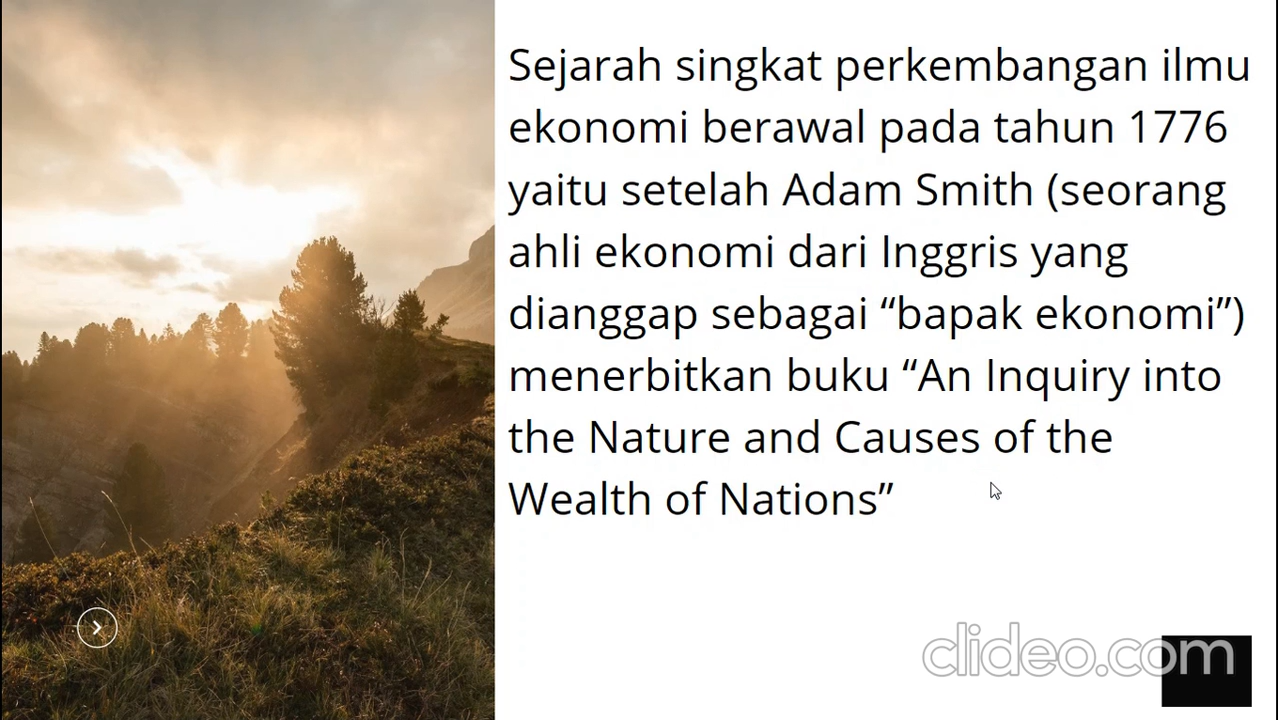 Sejarah singkat perkembangan ilmu
ekonomi berawal pada tahun 1776
yaitu setelah Adam Smith (seorang
ahli ekonomi dari Inggris yang
dianggap sebagai “bapak ekonomi”)
menerbitkan buku “An Inquiry into
the Nature and Causes of the
Wealth of Nations”
clideo.com